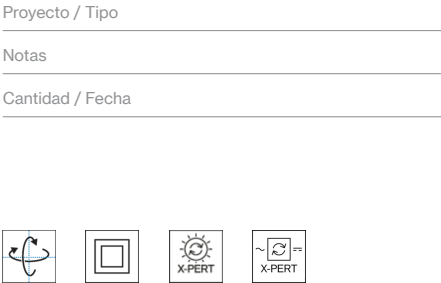 Proyecto / Tipo
Notas
Cantidad / Fecha
X-PERT
X-PERT